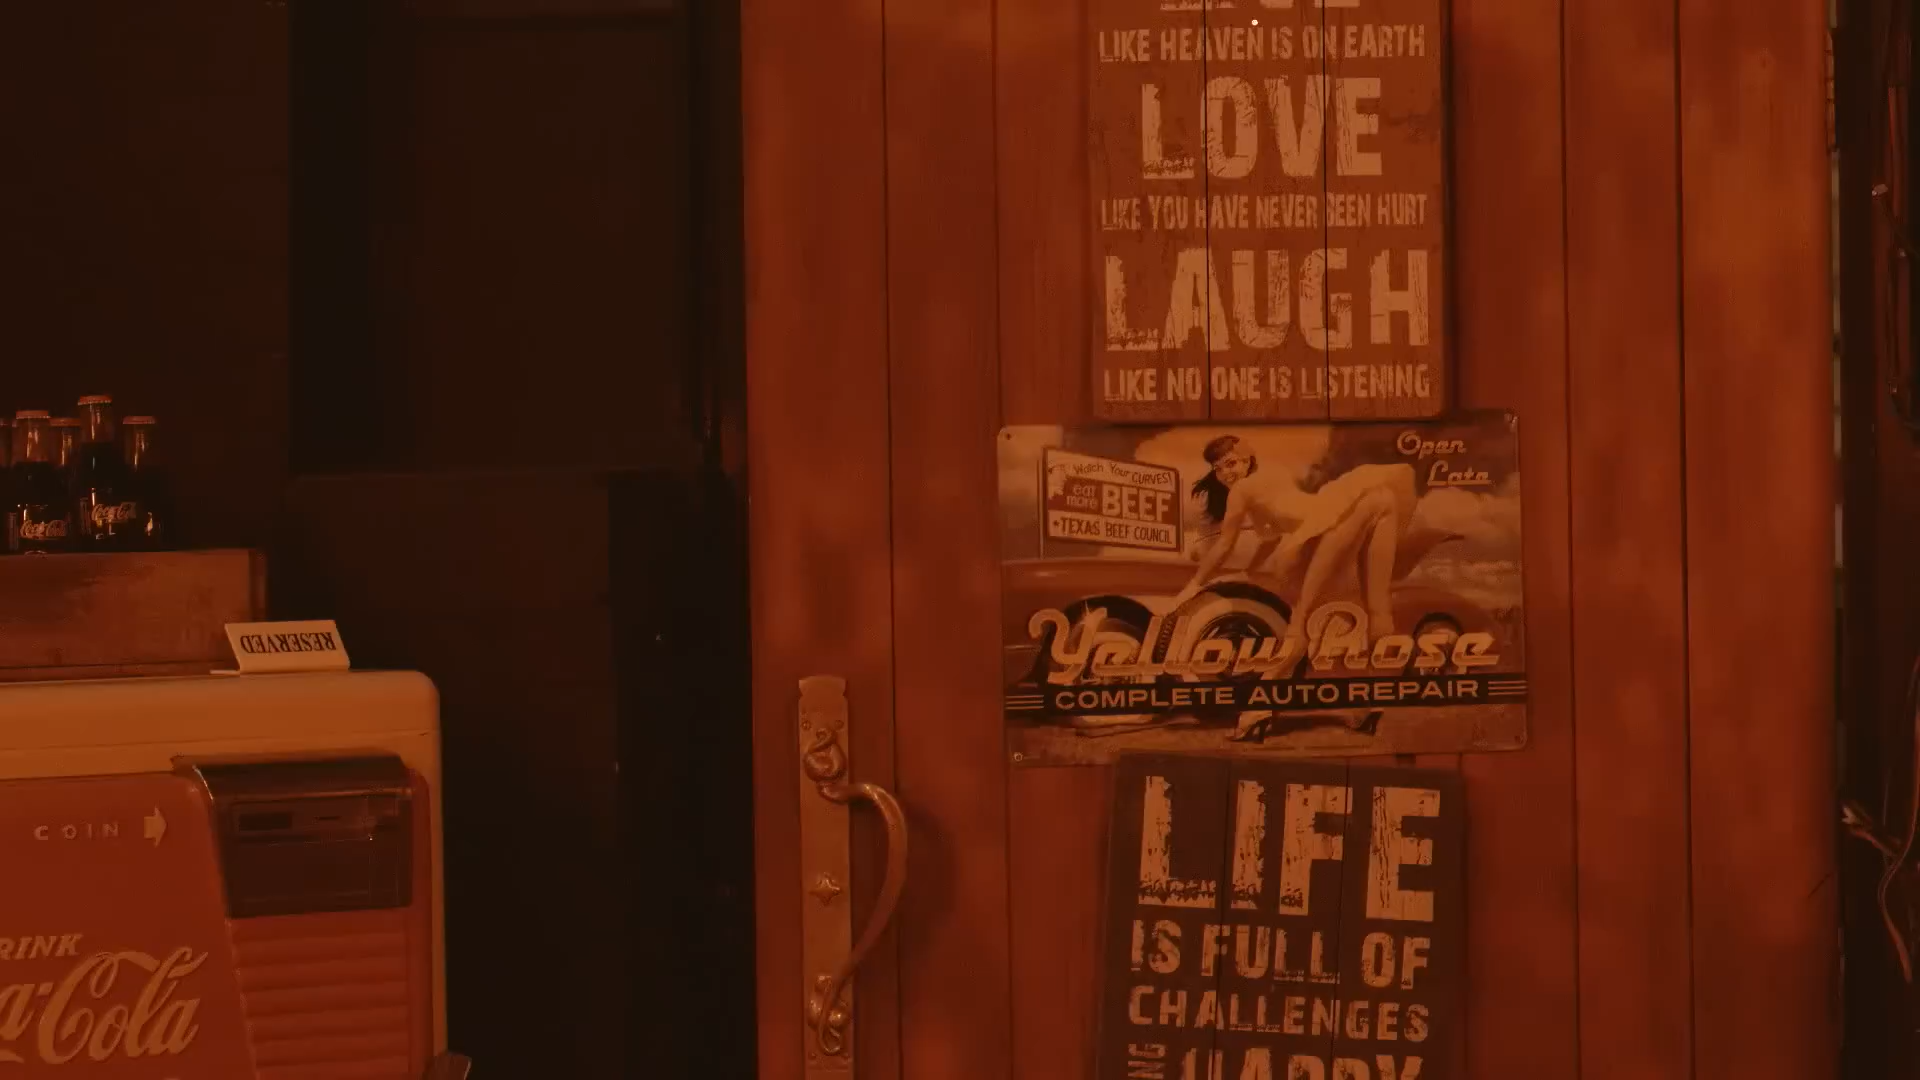 LIKE HEAVEN IS ON EARTH
LOVE
LIKE YOU HAVE NEVER BEEN HURT
LAUGH
LIKE NO ONE IS LISTENING
Open
Late
Watch Your CURVES!
eat
more
BEEF
TEXAS BEEF COUNCIL
Yellow Rose
COMPLETE AUTO REPAIR
LIFE
IS FULL OF
CHALLENGES
HAPPY
Coca-Cola
Coca-Cola
RESERVED
COIN
RINK
a-Cola